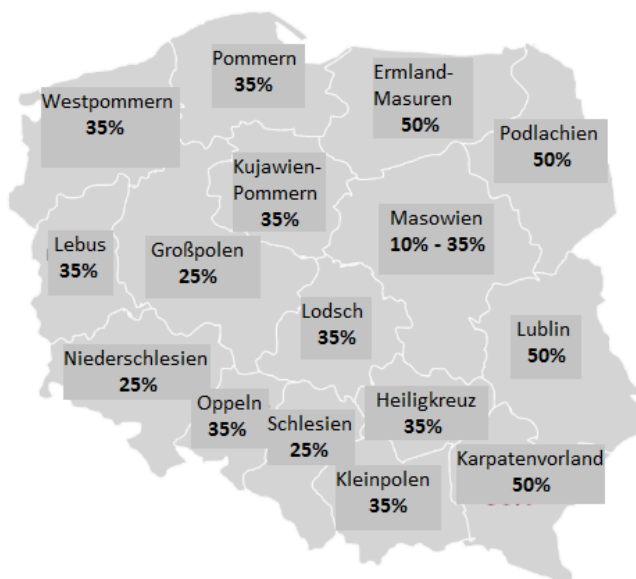 Pommern
35%
Ermland-
Masuren
50%
Westpommern
35%
Podlachien
50%
Kujawien-
Pommern
35%
Masowien
10% - 35%
Lebus
35%
Großpolen
25%
Lodsch
35%
Lublin
50%
Niederschlesien
25%
Oppeln
35%
Schlesien
25%
Heiligkreuz
35%
Karpatenvorland
50%
Kleinpolen
35%